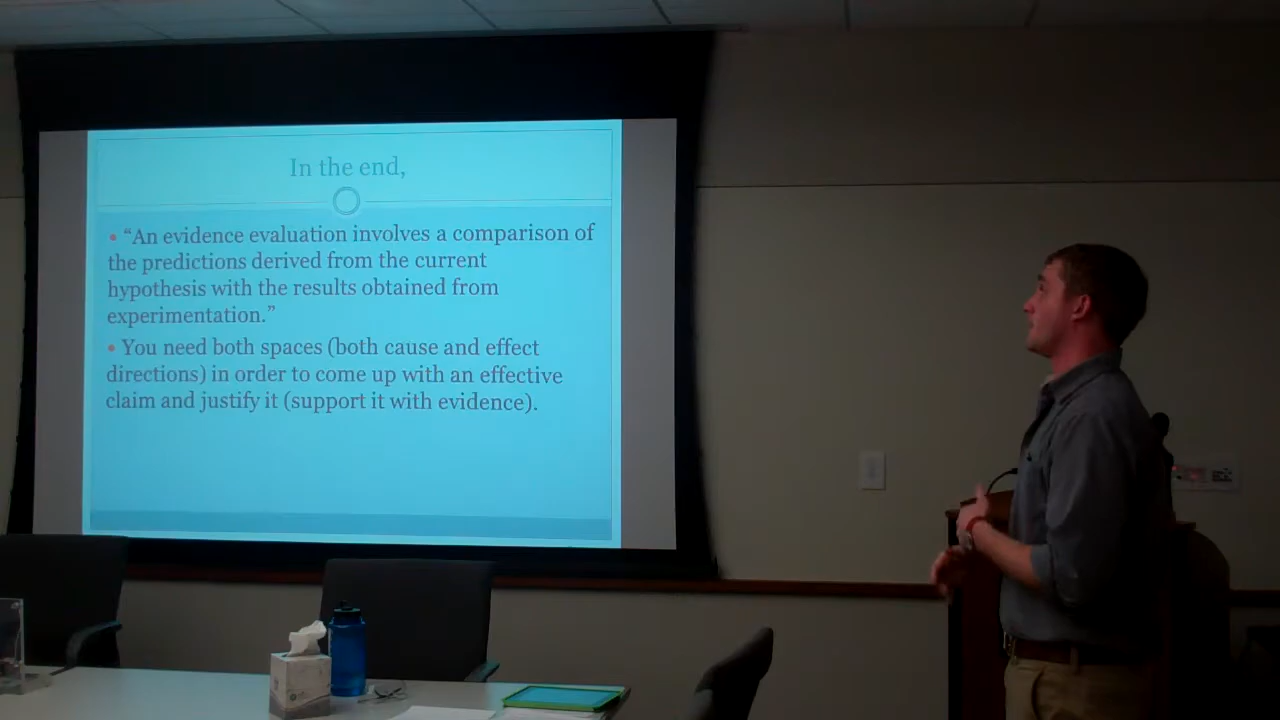 In the end,
• “An evidence evaluation involves a comparison of
the predictions derived from the current
hypothesis with the results obtained from
experimentation.”
• You need both spaces (both cause and effect
directions) in order to come up with an effective
claim and justify it (support it with evidence).